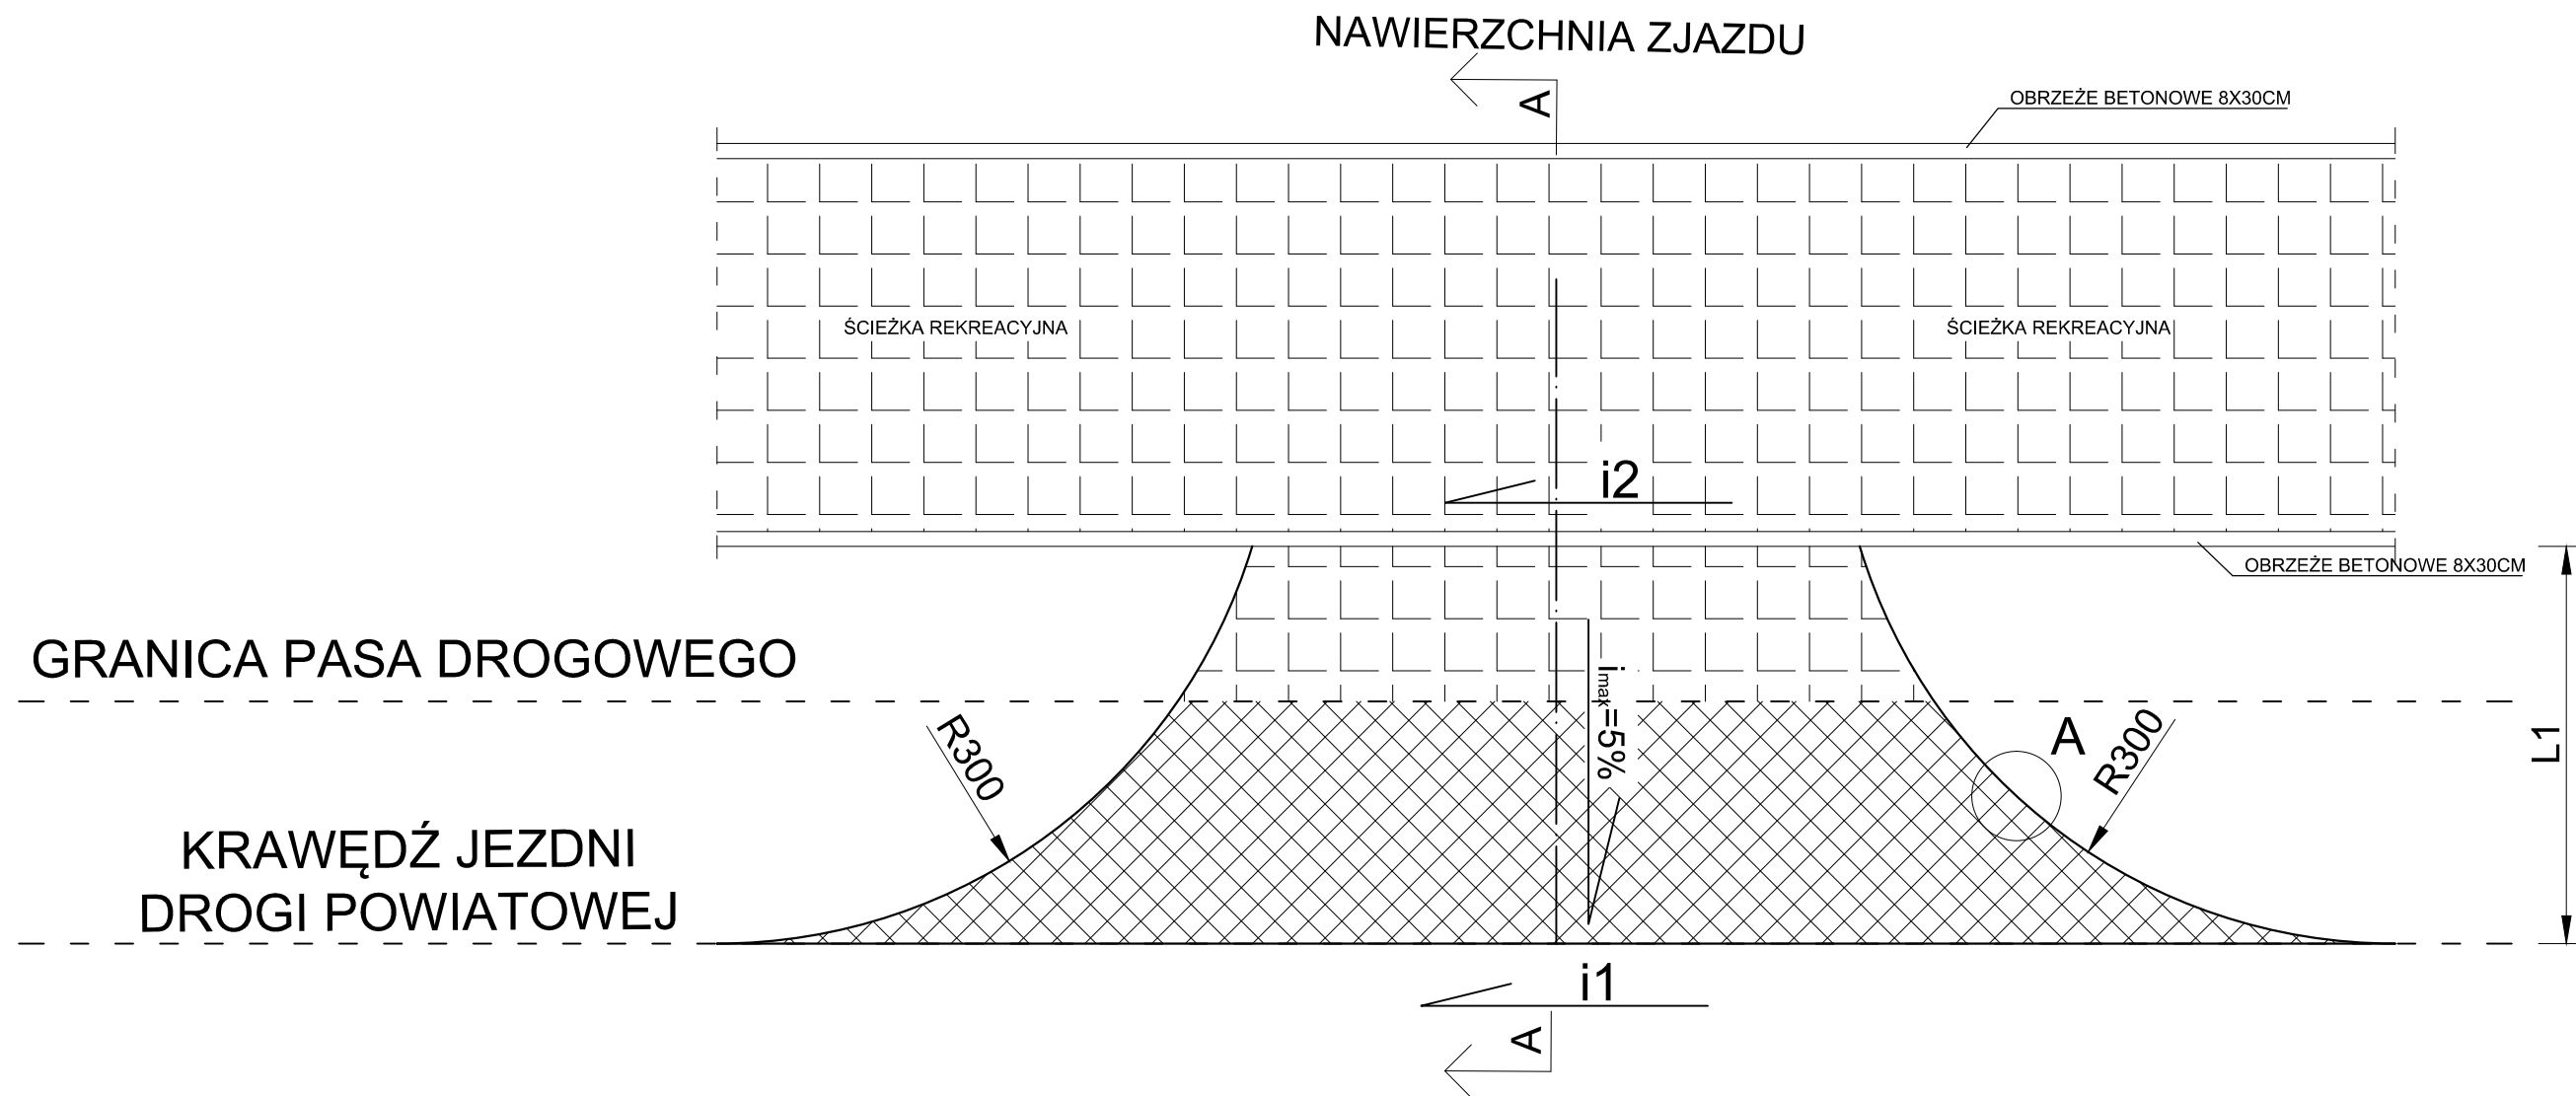 NAWIERZCHNIA ZJAZDU
A
OBRZEŻE BETONOWE 8X30CM
ŚCIEŻKA REKREACYJNA
ŚCIEŻKA REKREACYJNA
i2
OBRZEŻE BETONOWE 8X30CM
GRANICA PASA DROGOWEGO
imax=5%
R300
A
R300
L1
KRAWĘDŹ JEZDNI
DROGI POWIATOWEJ
i1
A